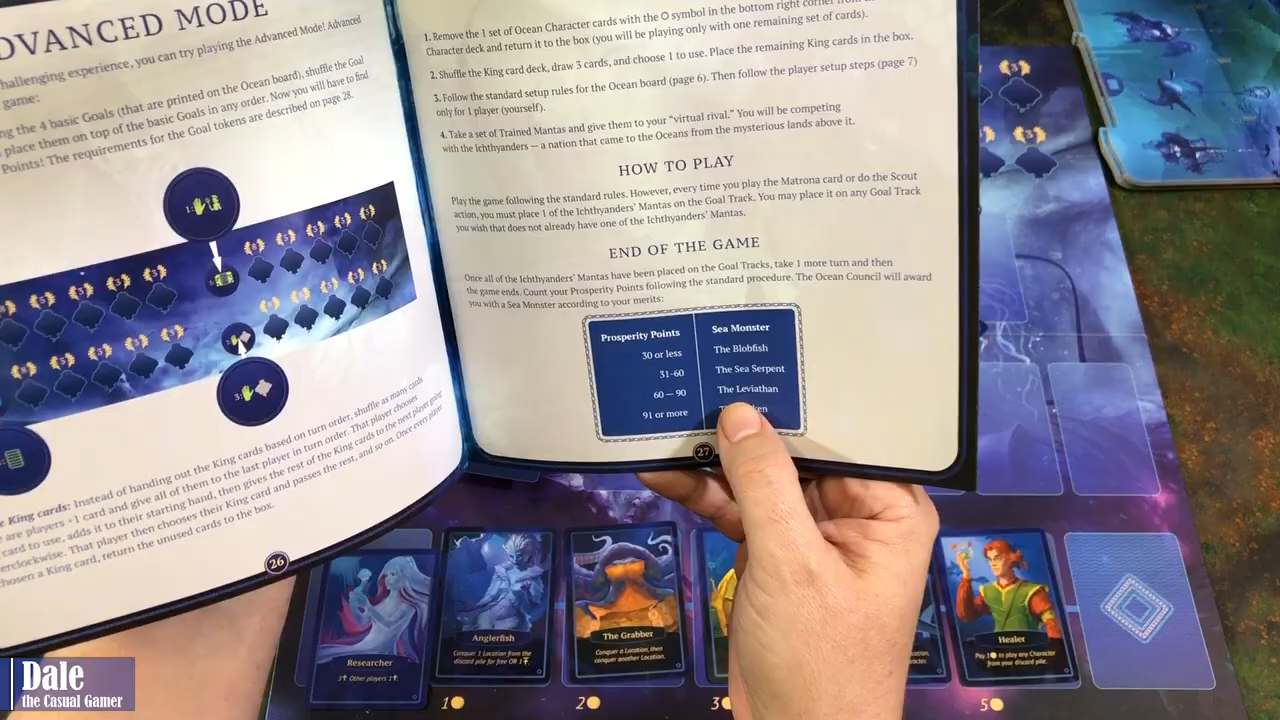 DVANCED MODE
hallenging experience, you can try playing the Advanced Mode! Advanced
game:
ng the 4 basic Goals (that are printed on the Ocean board), shuffle the Goal
place them on top of the basic Goals in any order. Now you will have to find
Points! The requirements for the Goal tokens are described on page 28.
1:
3:
King cards: Instead of handing out the King cards based on turn order, shuffle as many cards
are players +1 card and give all of them to the last player in turn order. That player chooses
card to use, adds it to their starting hand, then gives the rest of the King cards to the next player going
erclockwise. That player then chooses their King card and passes the rest, and so on. Once every player
hosen a King card, return the unused cards to the box.
26
1. Remove the 1 set of Ocean Character cards with the O symbol in the bottom right corner from
Character deck and return it to the box (you will be playing only with one remaining set of cards).
2. Shuffle the King card deck, draw 3 cards, and choose 1 to use. Place the remaining King cards in the box.
3. Follow the standard setup rules for the Ocean board (page 6). Then follow the player setup steps (page 7)
only for 1 player (yourself).
4. Take a set of Trained Mantas and give them to your "virtual rival." You will be competing
with the Ichthyanders — a nation that came to the Oceans from the mysterious lands above it.
HOW TO PLAY
Play the game following the standard rules. However, every time you play the Matrona card or do the Scout
action, you must place 1 of the Ichthyanders' Mantas on the Goal Track. You may place it on any Goal Track
you wish that does not already have one of the Ichthyanders' Mantas.
END OF THE GAME
Once all of the Ichthyanders' Mantas have been placed on the Goal Tracks, take 1 more turn and then
the game ends. Count your Prosperity Points following the standard procedure. The Ocean Council will award
you with a Sea Monster according to your merits:
Prosperity Points Sea Monster
30 or less The Blobfish
31-60 The Sea Serpent
60 — 90 The Leviathan
91 or more
27
Researcher
3 . Other players 1 .
Anglerfish
Conquer 1 Location from the
discard pile for free OR 1
The Grabber
Conquer a Location, then
conquer another Location.
Healer
Pay 1 to play any Character
from your discard pile.
1
2
3
5
Dale
the Casual Gamer